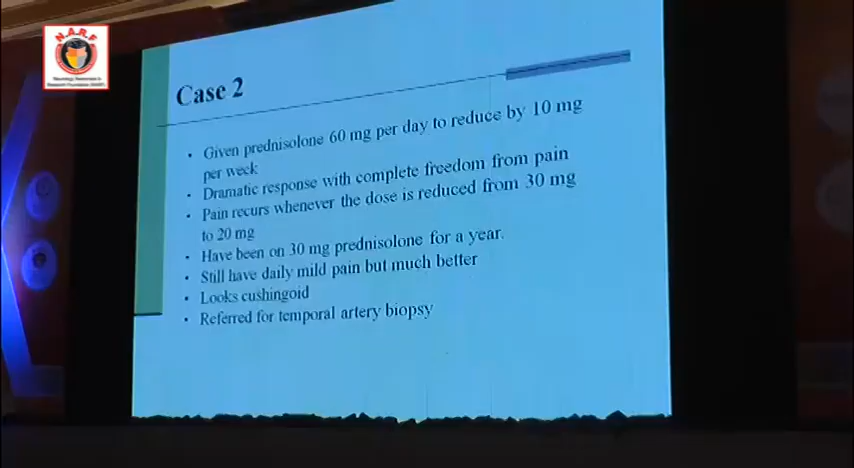 N.A.R.F
Case 2
• Given prednisolone 60 mg per day to reduce by 10 mg
per week
• Dramatic response with complete freedom from pain
• Pain recurs whenever the dose is reduced from 30 mg
to 20 mg
• Have been on 30 mg prednisolone for a year.
• Still have daily mild pain but much better
• Looks cushingoid
• Referred for temporal artery biopsy